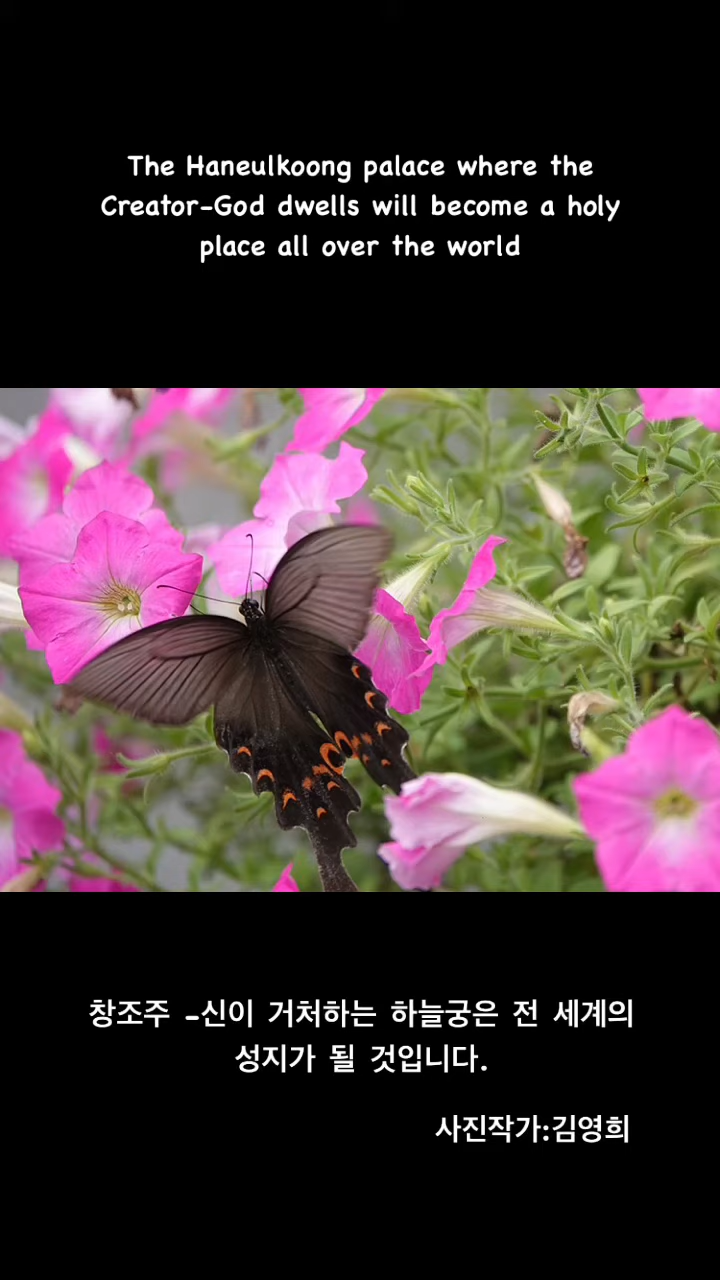 The Haneulkoong palace where the
Creator-God dwells will become a holy
place all over the world
창조주 -신이 거처하는 하늘궁은 전 세계의
성지가 될 것입니다.
사진작가:김영희